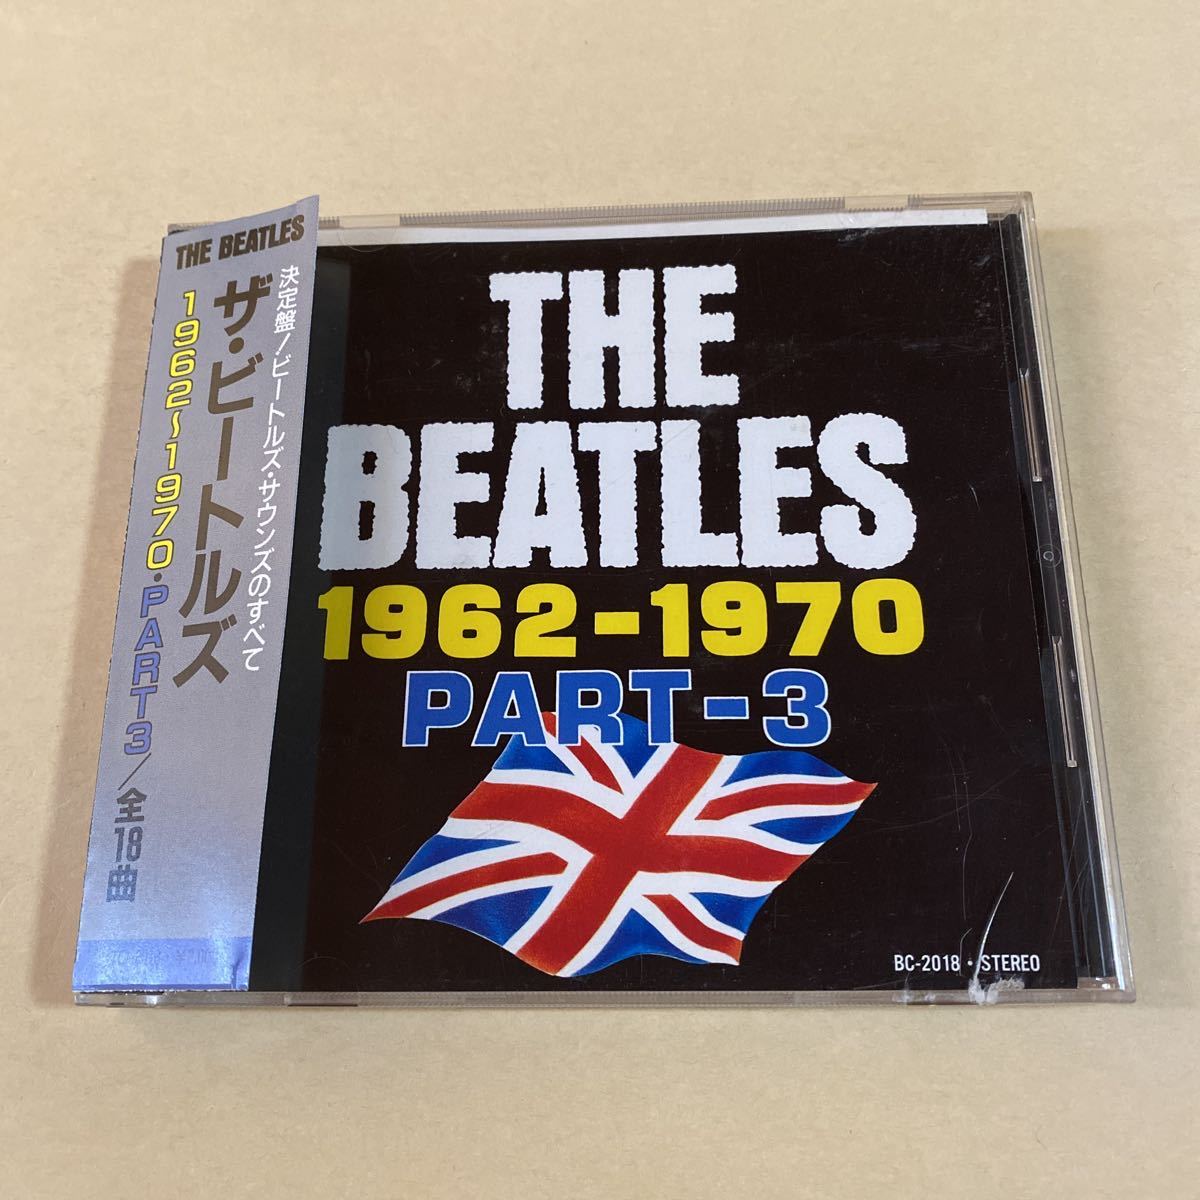 THE BEATLES
決定盤!ビートルズ・サウンズのすべて
ザ・ビートルズ
1962~1970・PART3/全18曲
THE
BEATLES
1962-1970
PART-3
BC-2018・STEREO